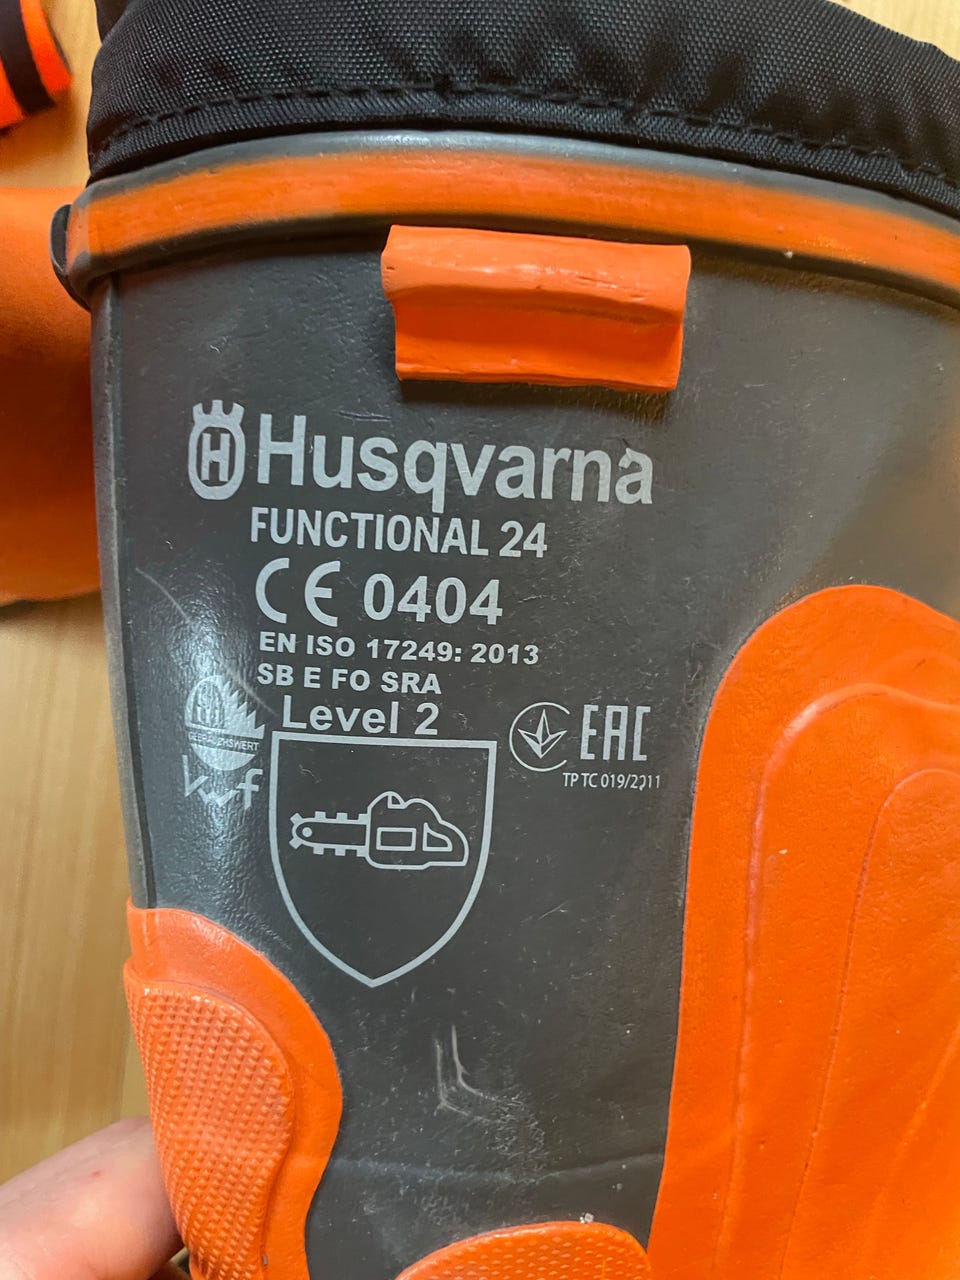 H Husqvarna
FUNCTIONAL 24
CE 0404
EN ISO 17249: 2013
SB E FO SRA
Level 2
EAC
TP TC 019/2011
kwf